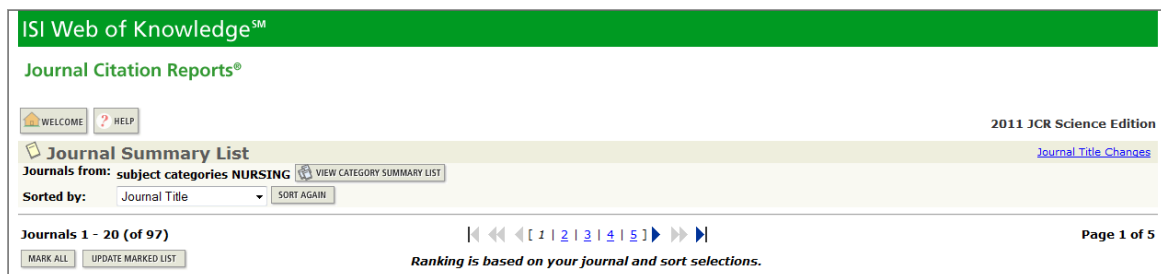 ISI Web of Knowledge℠
Journal Citation Reports®
WELCOME ? HELP
2011 JCR Science Edition
Journal Summary List
Journal Title Changes
Journals from: subject categories NURSING VIEW CATEGORY SUMMARY LIST
Sorted by: Journal Title SORT AGAIN
Journals 1 - 20 (of 97)
[ 1 | 2 | 3 | 4 | 5 ]
Page 1 of 5
MARK ALL UPDATE MARKED LIST
Ranking is based on your journal and sort selections.